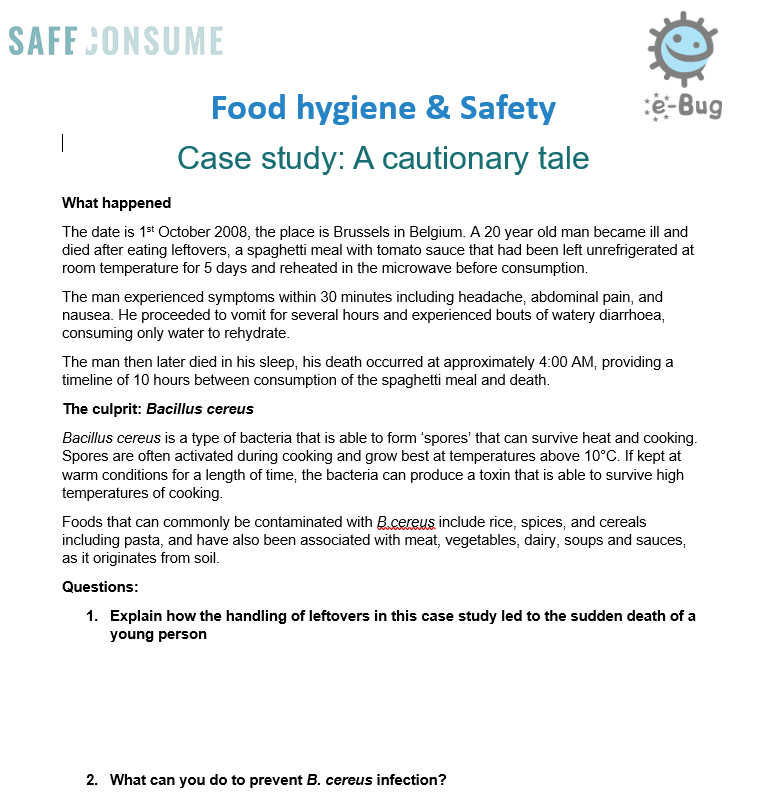 SAFE CONSUME
e-Bug
Food hygiene & Safety
Case study: A cautionary tale
What happened
The date is 1st October 2008, the place is Brussels in Belgium. A 20 year old man became ill and
died after eating leftovers, a spaghetti meal with tomato sauce that had been left unrefrigerated at
room temperature for 5 days and reheated in the microwave before consumption.
The man experienced symptoms within 30 minutes including headache, abdominal pain, and
nausea. He proceeded to vomit for several hours and experienced bouts of watery diarrhoea,
consuming only water to rehydrate.
The man then later died in his sleep, his death occurred at approximately 4:00 AM, providing a
timeline of 10 hours between consumption of the spaghetti meal and death.
The culprit: Bacillus cereus
Bacillus cereus is a type of bacteria that is able to form ‘spores’ that can survive heat and cooking.
Spores are often activated during cooking and grow best at temperatures above 10°C. If kept at
warm conditions for a length of time, the bacteria can produce a toxin that is able to survive high
temperatures of cooking.
Foods that can commonly be contaminated with B.cereus include rice, spices, and cereals
including pasta, and have also been associated with meat, vegetables, dairy, soups and sauces,
as it originates from soil.
Questions:
1. Explain how the handling of leftovers in this case study led to the sudden death of a
young person
2. What can you do to prevent B. cereus infection?